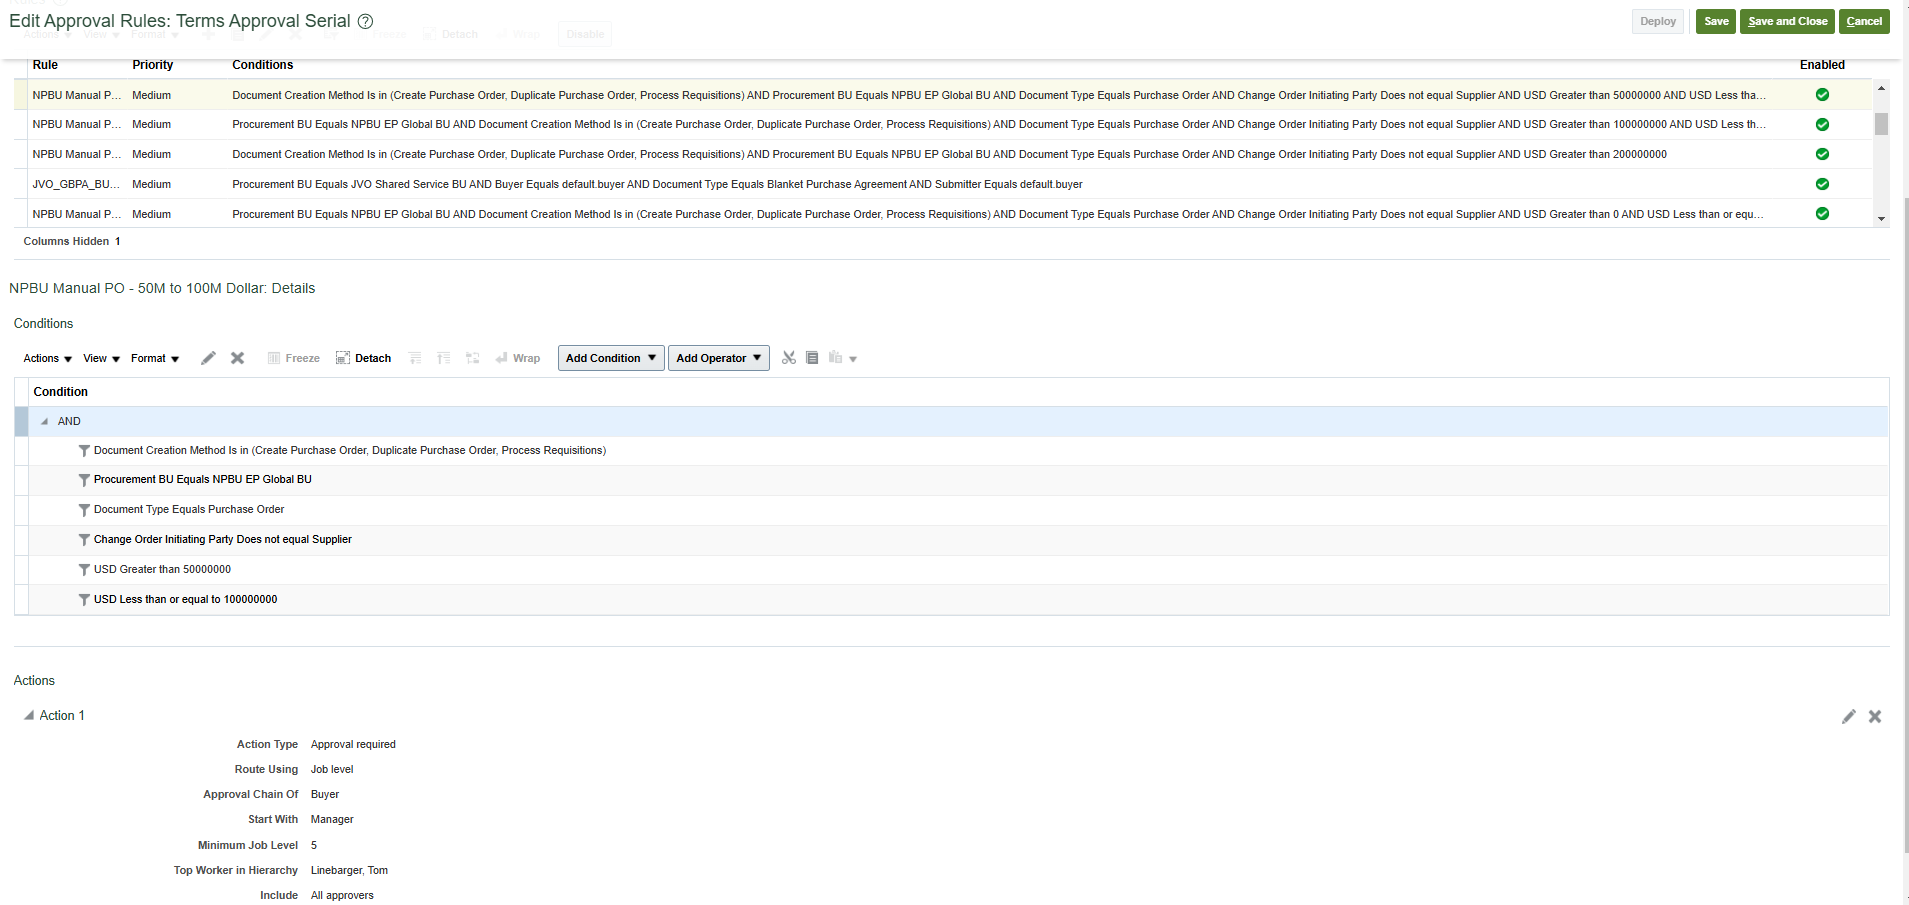 Edit Approval Rules: Terms Approval Serial
Deploy Save Save and Close Cancel
Actions View Format Freeze Detach Wrap Disable
Rule Priority Conditions Enabled
NPBU Manual P... Medium Document Creation Method Is in (Create Purchase Order, Duplicate Purchase Order, Process Requisitions) AND Procurement BU Equals NPBU EP Global BU AND Document Type Equals Purchase Order AND Change Order Initiating Party Does not equal Supplier AND USD Greater than 50000000 AND USD Less tha...
NPBU Manual P... Medium Procurement BU Equals NPBU EP Global BU AND Document Creation Method Is in (Create Purchase Order, Duplicate Purchase Order, Process Requisitions) AND Document Type Equals Purchase Order AND Change Order Initiating Party Does not equal Supplier AND USD Greater than 100000000 AND USD Less th...
NPBU Manual P... Medium Document Creation Method Is in (Create Purchase Order, Duplicate Purchase Order, Process Requisitions) AND Procurement BU Equals NPBU EP Global BU AND Document Type Equals Purchase Order AND Change Order Initiating Party Does not equal Supplier AND USD Greater than 200000000
JVO_GBPA_BU... Medium Procurement BU Equals JVO Shared Service BU AND Buyer Equals default.buyer AND Document Type Equals Blanket Purchase Agreement AND Submitter Equals default.buyer
NPBU Manual P... Medium Procurement BU Equals NPBU EP Global BU AND Document Creation Method Is in (Create Purchase Order, Duplicate Purchase Order, Process Requisitions) AND Document Type Equals Purchase Order AND Change Order Initiating Party Does not equal Supplier AND USD Greater than 0 AND USD Less than or equ...
Columns Hidden 1
NPBU Manual PO - 50M to 100M Dollar: Details
Conditions
Actions View Format Freeze Detach Wrap Add Condition Add Operator
Condition
AND
Document Creation Method Is in (Create Purchase Order, Duplicate Purchase Order, Process Requisitions)
Procurement BU Equals NPBU EP Global BU
Document Type Equals Purchase Order
Change Order Initiating Party Does not equal Supplier
USD Greater than 50000000
USD Less than or equal to 100000000
Actions
Action 1
Action Type Approval required
Route Using Job level
Approval Chain Of Buyer
Start With Manager
Minimum Job Level 5
Top Worker in Hierarchy Linebarger, Tom
Include All approvers